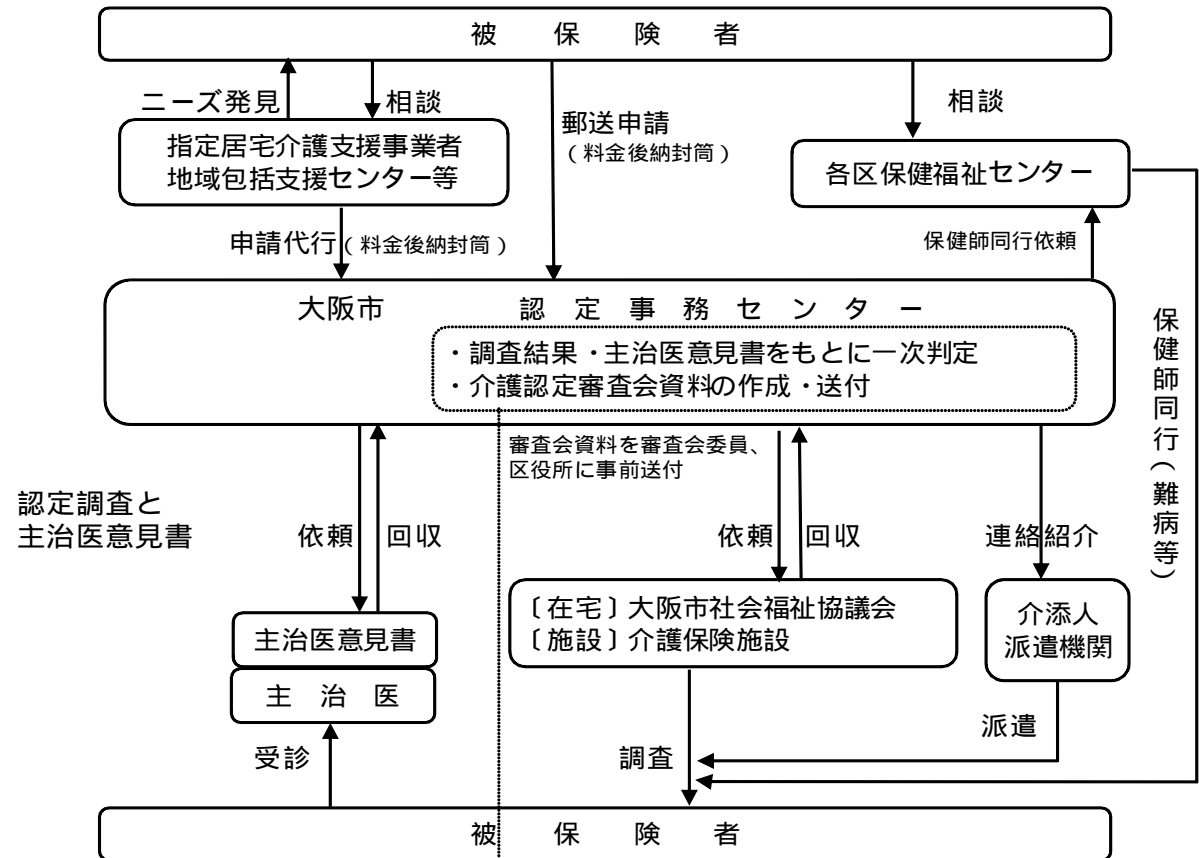 被保険者
ニーズ発見
相談
郵送申請
(料金後納封筒)
相談
指定居宅介護支援事業者
地域包括支援センター等
各区保健福祉センター
申請代行(料金後納封筒)
保健師同行依頼
大阪市 認定事務センター
・調査結果・主治医意見書をもとに一次判定
・介護認定審査会資料の作成・送付
保健師同行(難病等)
審査会資料を審査会委員、
区役所に事前送付
認定調査と
主治医意見書
依頼
回収
依頼
回収
連絡紹介
〔在宅〕大阪市社会福祉協議会
〔施設〕介護保険施設
介添人
派遣機関
主治医意見書
主治医
受診
調査
派遣
被保険者